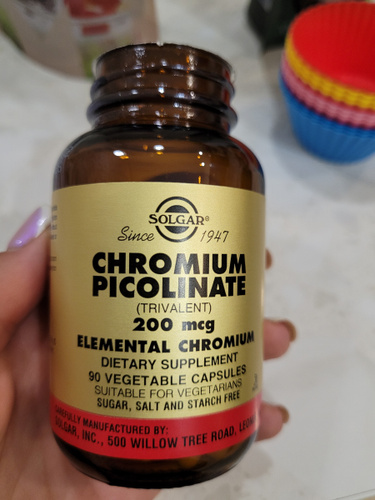 SOLGAR®
Since 1947
CHROMIUM
PICOLINATE
(TRIVALENT)
200 mcg
ELEMENTAL CHROMIUM
DIETARY SUPPLEMENT
90 VEGETABLE CAPSULES
SUITABLE FOR VEGETARIANS
SUGAR, SALT AND STARCH FREE
CAREFULLY MANUFACTURED BY:
SOLGAR, INC., 500 WILLOW TREE ROAD,